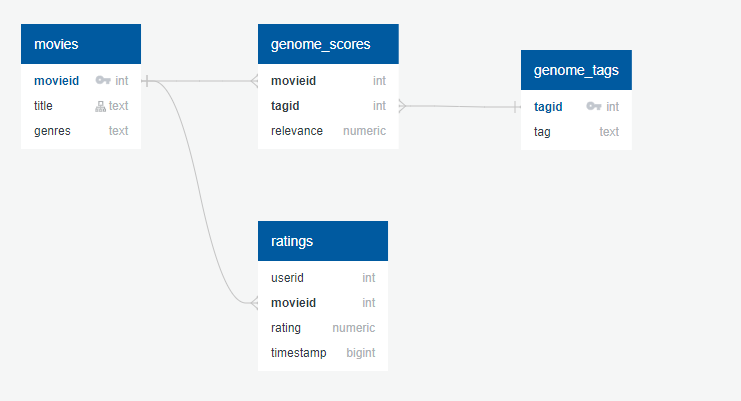 movies
movieid int
title text
genres text
genome_scores
movieid int
tagid int
relevance numeric
genome_tags
tagid int
tag text
ratings
userid int
movieid int
rating numeric
timestamp bigint